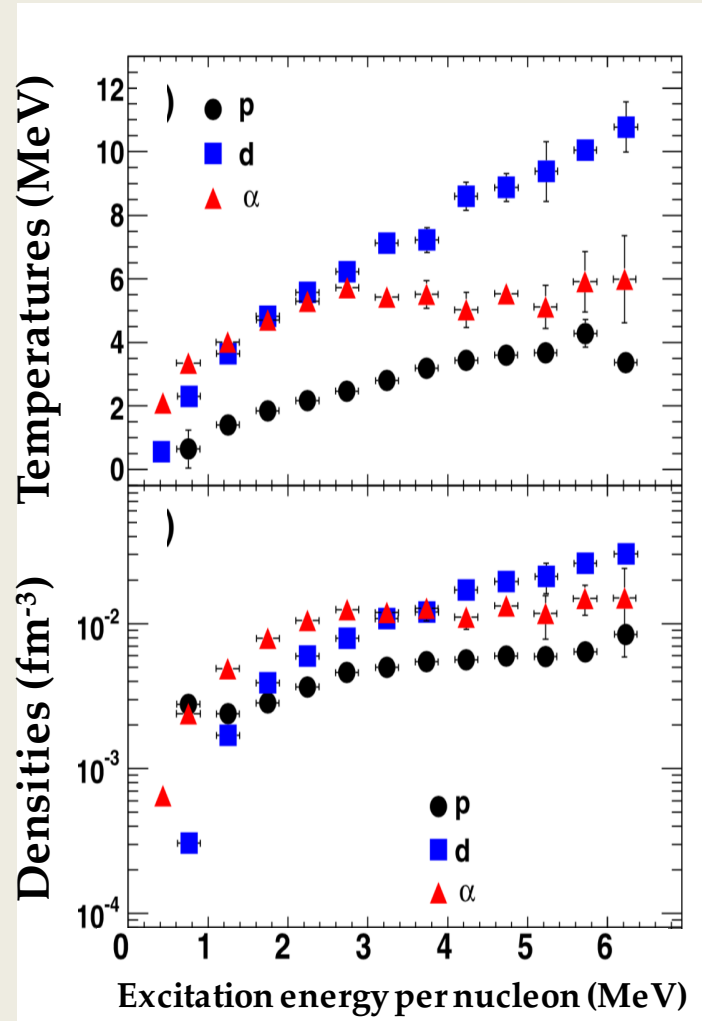 Temperatures (MeV)
12
10
8
6
4
2
0
)
p
d
α
Densities (fm-3)
10-2
10-3
10-4
)
p
d
α
0 1 2 3 4 5 6
Excitation energy per nucleon (MeV)